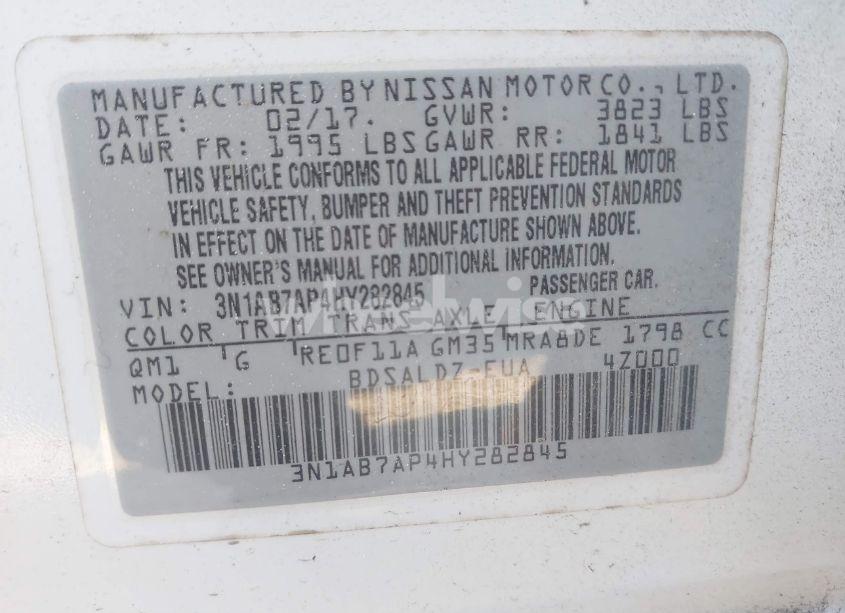 MANUFACTURED BY NISSAN MOTOR CO., LTD.
DATE: 02/17. GVWR: 3823 LBS
GAWR FR: 1995 LBS GAWR RR: 1841 LBS
THIS VEHICLE CONFORMS TO ALL APPLICABLE FEDERAL MOTOR
VEHICLE SAFETY, BUMPER AND THEFT PREVENTION STANDARDS
IN EFFECT ON THE DATE OF MANUFACTURE SHOWN ABOVE.
SEE OWNER'S MANUAL FOR ADDITIONAL INFORMATION.
VIN: 3N1AB7AP4HY282845 PASSENGER CAR.
COLOR TRIM TRANS AXLE ENGINE
QM1 G RE0F11A GM35 MRA8DE 1798 CC
MODEL: BDSALDZ-EUA 4Z000
3N1AB7AP4HY282845
wheelwise